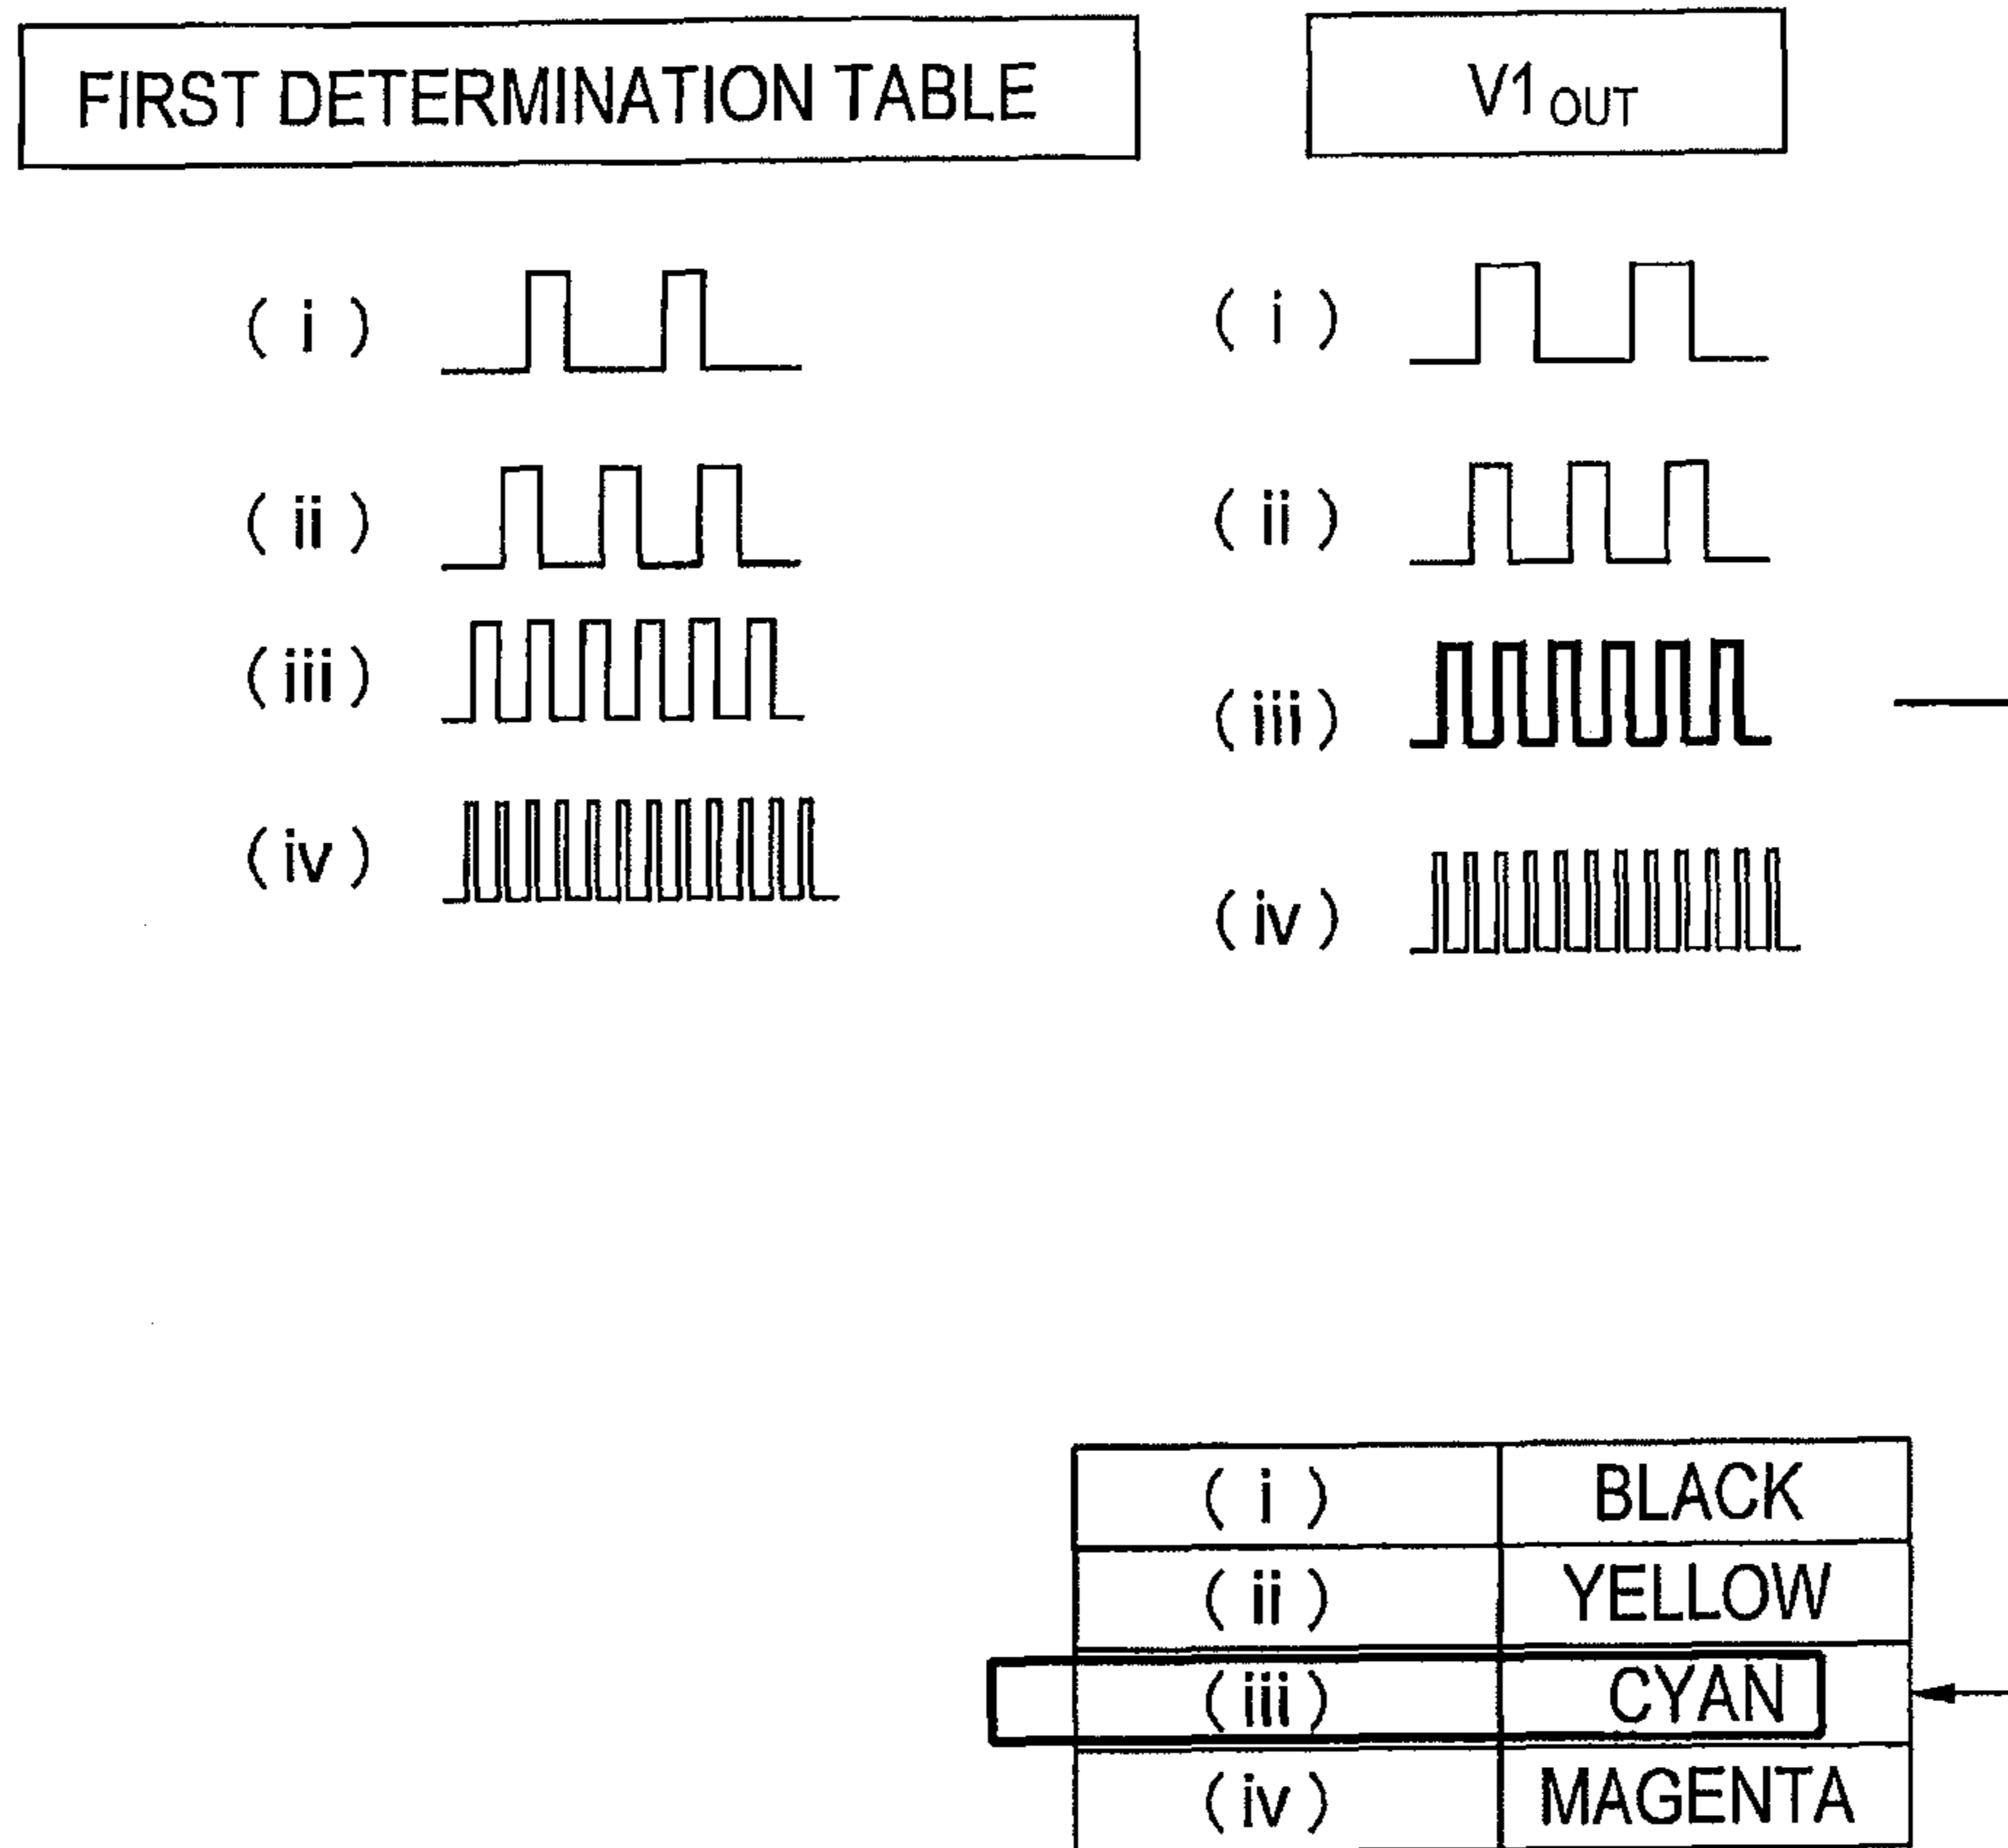 FIRST DETERMINATION TABLE
V1OUT
( i )
( i )
( ii )
( ii )
(iii)
(iii)
(iv)
(iv)
( i ) BLACK
( ii ) YELLOW
(iii) CYAN
(iv) MAGENTA